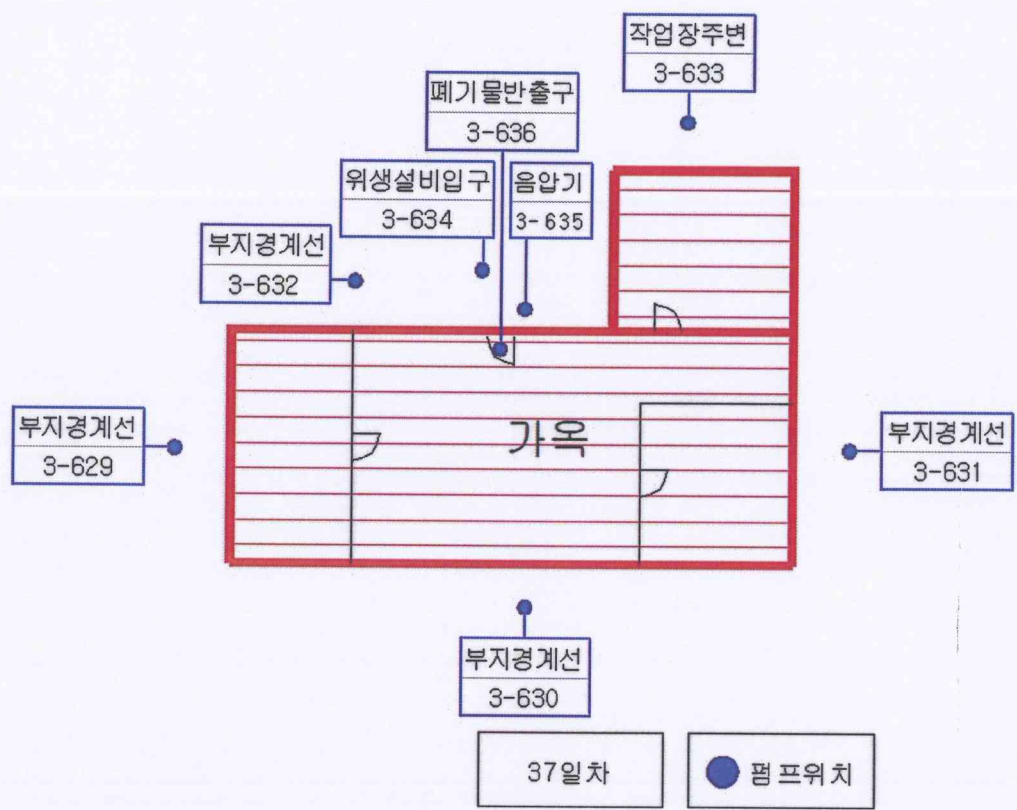 작업장주변
3-633
폐기물반출구
3-636
위생설비입구
3-634
음압기
3-635
부지경계선
3-632
부지경계선
3-629
가옥
부지경계선
3-631
부지경계선
3-630
37일차
펌프위치